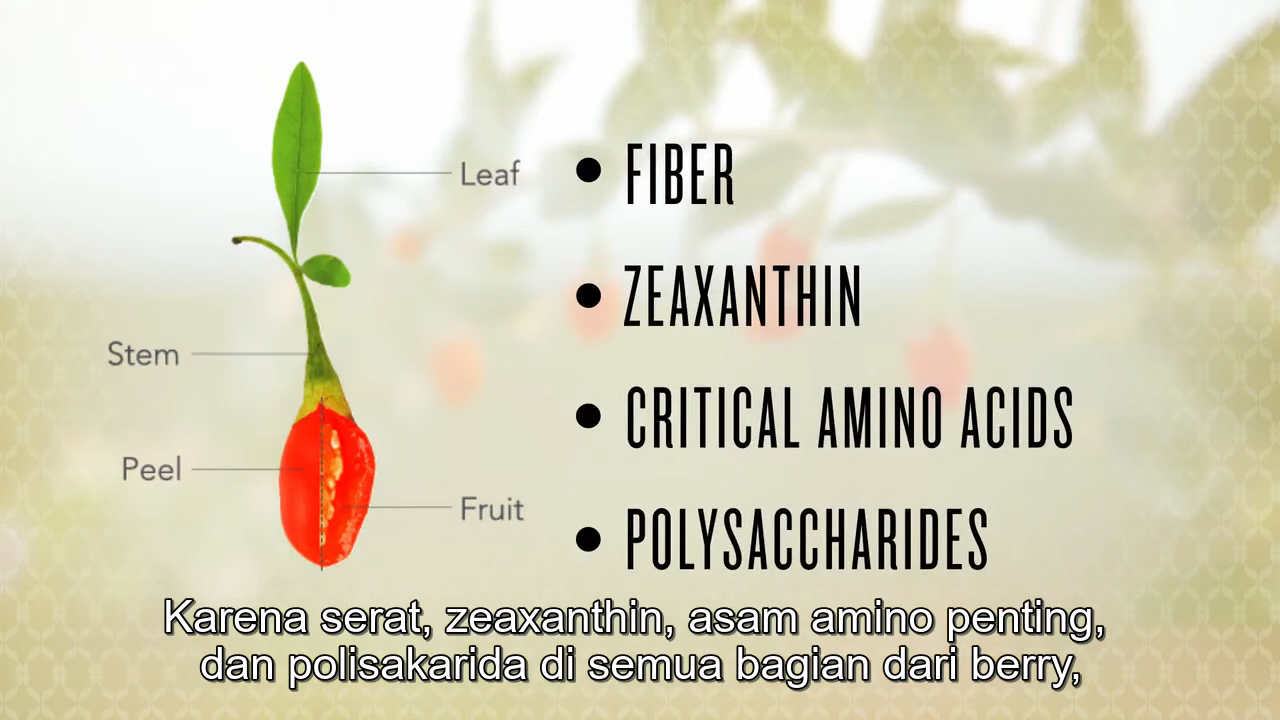 Leaf
Stem
Peel
Fruit
• FIBER
• ZEAXANTHIN
• CRITICAL AMINO ACIDS
• POLYSACCHARIDES
Karena serat, zeaxanthin, asam amino penting,
dan polisakarida di semua bagian dari berry,